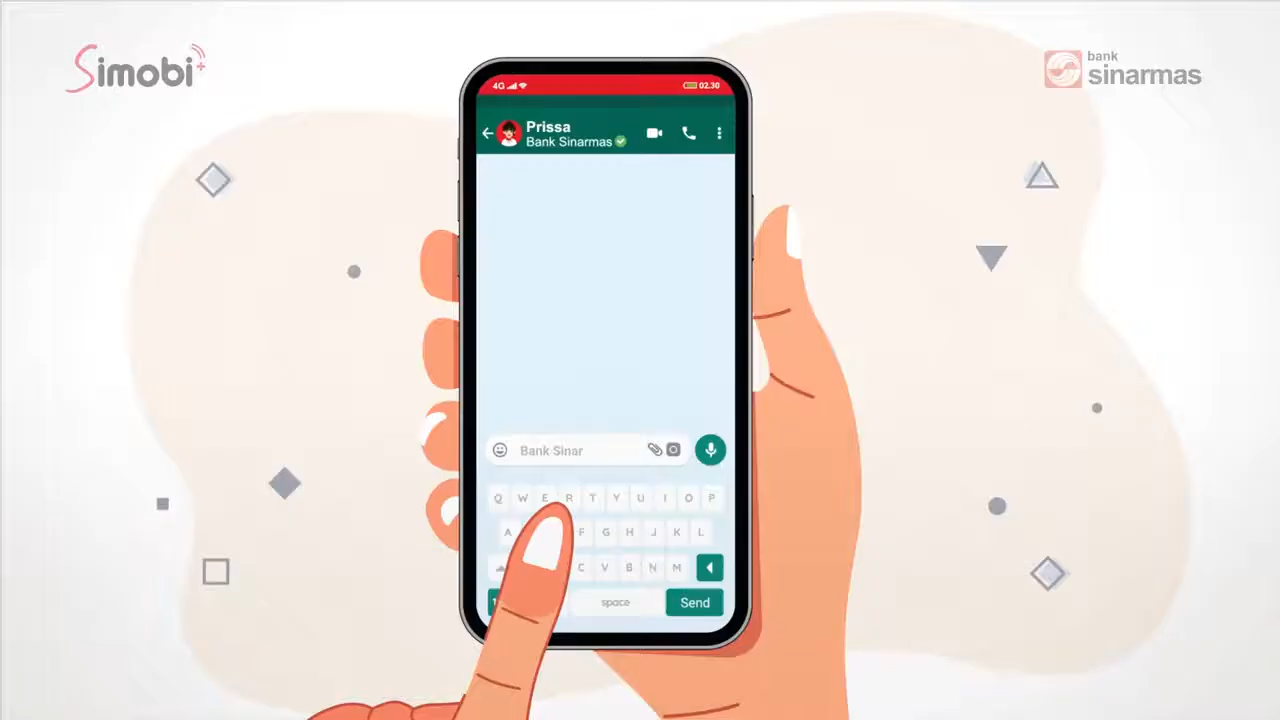 Simobi+
bank
sinarmas
4G
02.30
Prissa
Bank Sinarmas
Bank Sinar
Q W E R T Y U I O P
A F G H J K L
C V B N M
space
Send